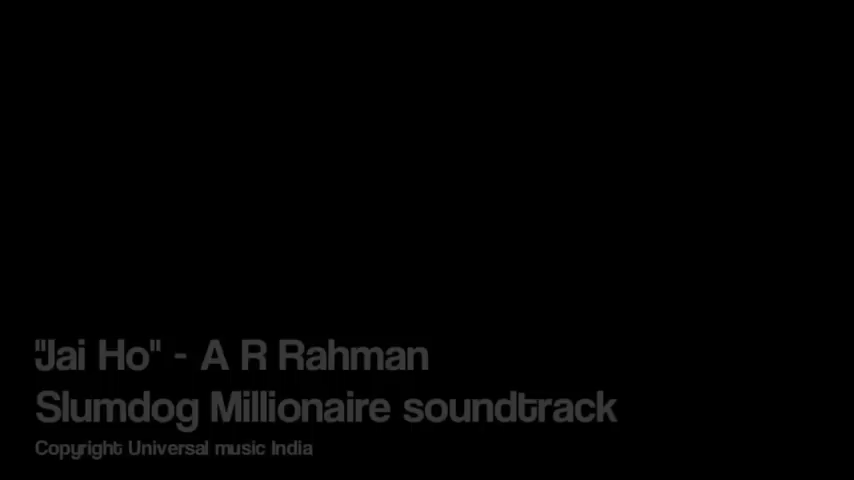 "Jai Ho" - A R Rahman
Slumdog Millionaire soundtrack
Copyright Universal music India